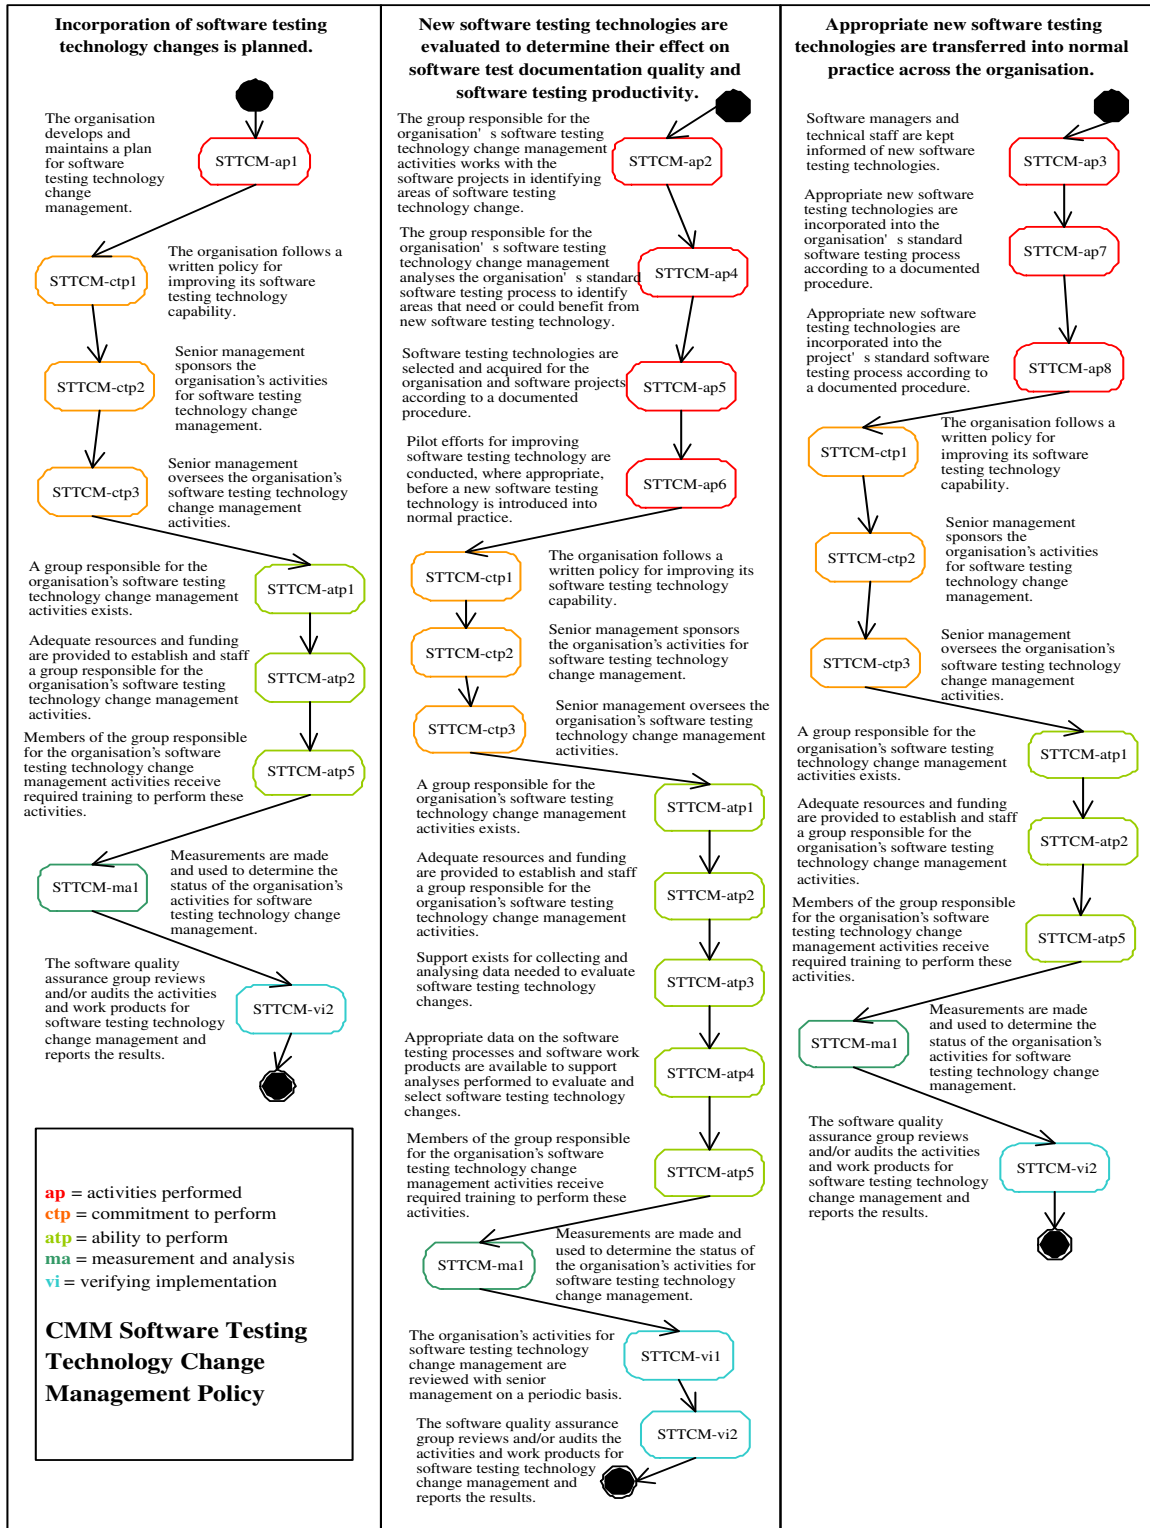 Incorporation of software testing
technology changes is planned.
The organisation
develops and
maintains a plan
for software
testing technology
change
management.
STTCM-ap1
STTCM-ctp1
The organisation follows a
written policy for
improving its software
testing technology
capability.
STTCM-ctp2
Senior management
sponsors the
organisation's activities
for software testing
technology change
management.
STTCM-ctp3
Senior management
oversees the organisation's
software testing technology
change management
activities.
A group responsible for the
organisation's software testing
technology change management
activities exists.
STTCM-atp1
Adequate resources and funding
are provided to establish and staff
a group responsible for the
organisation's software testing
technology change management
activities.
STTCM-atp2
Members of the group responsible
for the organisation's software
testing technology change
management activities receive
required training to perform these
activities.
STTCM-atp5
STTCM-ma1
Measurements are made
and used to determine the
status of the organisation's
activities for software
testing technology change
management.
The software quality
assurance group reviews
and/or audits the activities
and work products for
software testing technology
change management and
reports the results.
STTCM-vi2
ap = activities performed
ctp = commitment to perform
atp = ability to perform
ma = measurement and analysis
vi = verifying implementation
CMM Software Testing
Technology Change
Management Policy
New software testing technologies are
evaluated to determine their effect on
software test documentation quality and
software testing productivity.
The group responsible for the
organisation' s software testing
technology change management
activities works with the
software projects in identifying
areas of software testing
technology change.
STTCM-ap2
The group responsible for the
organisation' s software testing
technology change management
analyses the organisation' s standard
software testing process to identify
areas that need or could benefit from
new software testing technology.
STTCM-ap4
Software testing technologies are
selected and acquired for the
organisation and software projects
according to a documented
procedure.
STTCM-ap5
Pilot efforts for improving
software testing technology are
conducted, where appropriate,
before a new software testing
technology is introduced into
normal practice.
STTCM-ap6
STTCM-ctp1
The organisation follows a
written policy for improving its
software testing technology
capability.
STTCM-ctp2
Senior management sponsors
the organisation's activities for
software testing technology
change management.
STTCM-ctp3
Senior management oversees the
organisation's software testing
technology change management
activities.
A group responsible for the
organisation's software testing
technology change management
activities exists.
STTCM-atp1
Adequate resources and funding
are provided to establish and staff
a group responsible for the
organisation's software testing
technology change management
activities.
STTCM-atp2
Support exists for collecting and
analysing data needed to evaluate
software testing technology
changes.
STTCM-atp3
Appropriate data on the software
testing processes and software work
products are available to support
analyses performed to evaluate and
select software testing technology
changes.
STTCM-atp4
Members of the group responsible
for the organisation's software
testing technology change
management activities receive
required training to perform these
activities.
STTCM-atp5
STTCM-ma1
Measurements are made and
used to determine the status of
the organisation's activities for
software testing technology
change management.
The organisation's activities for
software testing technology
change management are
reviewed with senior
management on a periodic basis.
STTCM-vi1
The software quality assurance
group reviews and/or audits the
activities and work products for
software testing technology
change management and
reports the results.
STTCM-vi2
Appropriate new software testing
technologies are transferred into normal
practice across the organisation.
Software managers and
technical staff are kept
informed of new software
testing technologies.
STTCM-ap3
Appropriate new software
testing technologies are
incorporated into the
organisation' s standard
software testing process
according to a documented
procedure.
STTCM-ap7
Appropriate new software
testing technologies are
incorporated into the
project' s standard software
testing process according to
a documented procedure.
STTCM-ap8
STTCM-ctp1
The organisation follows a
written policy for
improving its software
testing technology
capability.
STTCM-ctp2
Senior management
sponsors the
organisation's activities
for software testing
technology change
management.
STTCM-ctp3
Senior management
oversees the organisation's
software testing technology
change management
activities.
A group responsible for the
organisation's software testing
technology change management
activities exists.
STTCM-atp1
Adequate resources and funding
are provided to establish and staff
a group responsible for the
organisation's software testing
technology change management
activities.
STTCM-atp2
Members of the group responsible
for the organisation's software
testing technology change
management activities receive
required training to perform these
activities.
STTCM-atp5
STTCM-ma1
Measurements are made
and used to determine the
status of the organisation's
activities for software
testing technology change
management.
The software quality
assurance group reviews
and/or audits the activities
and work products for
software testing technology
change management and
reports the results.
STTCM-vi2